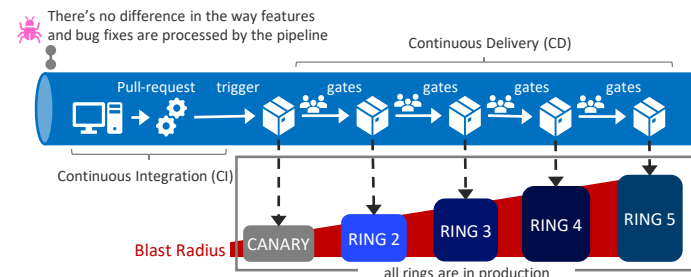 There's no difference in the way features
and bug fixes are processed by the pipeline
Continuous Delivery (CD)
Pull-request
trigger
gates
gates
gates
gates
Continuous Integration (CI)
Blast Radius
CANARY
RING 2
RING 3
RING 4
RING 5
all rings are in production